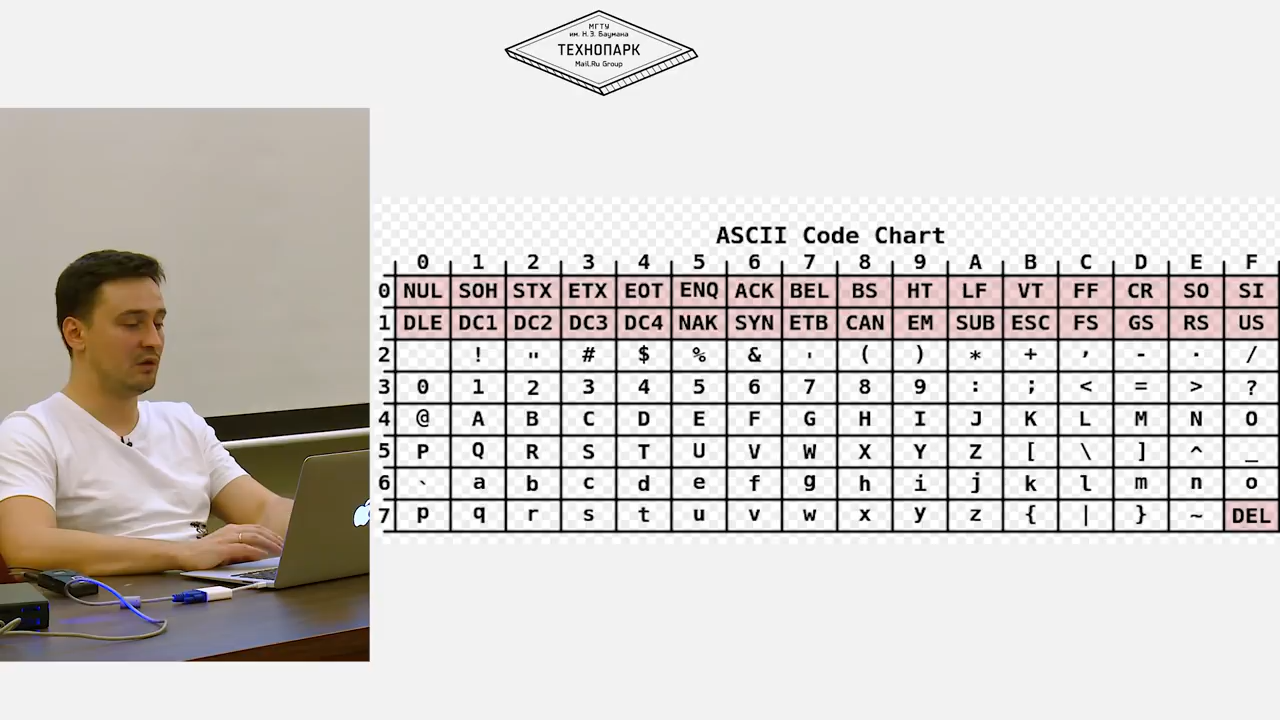 МГТУ
им. Н.Э. Баумана
ТЕХНОПАРК
Mail.Ru Group
ASCII Code Chart
0 1 2 3 4 5 6 7 8 9 A B C D E F
0 NUL SOH STX ETX EOT ENQ ACK BEL BS HT LF VT FF CR SO SI
1 DLE DC1 DC2 DC3 DC4 NAK SYN ETB CAN EM SUB ESC FS GS RS US
2 ! " # $ % & ' ( ) * + , - . /
3 0 1 2 3 4 5 6 7 8 9 : ; < = > ?
4 @ A B C D E F G H I J K L M N O
5 P Q R S T U V W X Y Z [ \ ] ^ _
6 ` a b c d e f g h i j k l m n o
7 p q r s t u v w x y z { | } ~ DEL